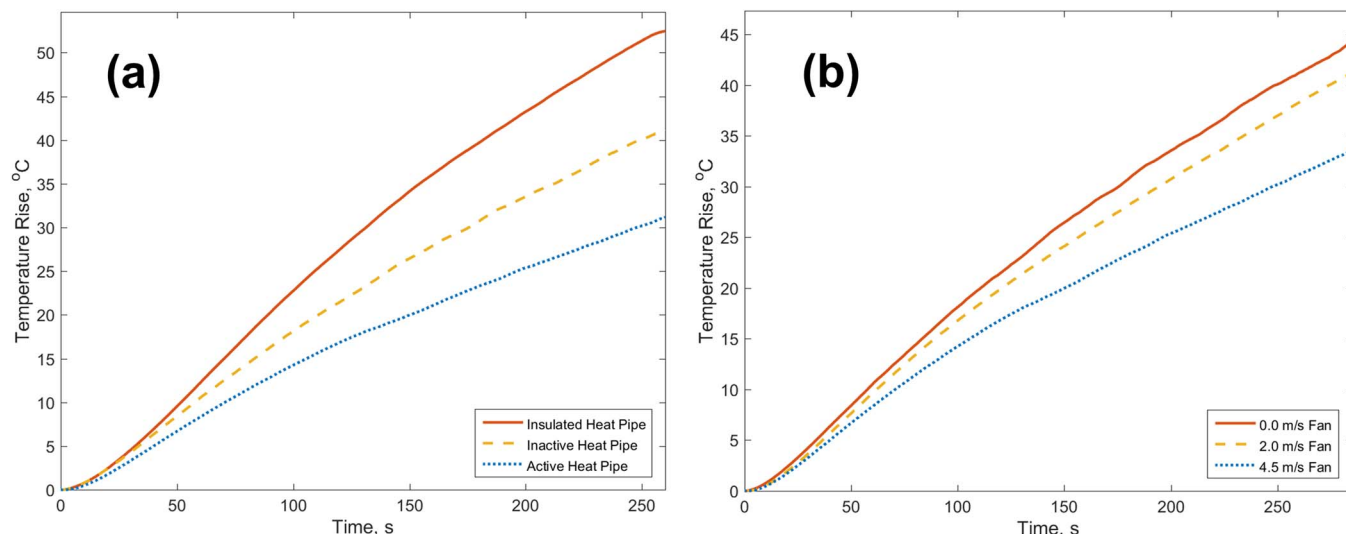 (a)
Temperature Rise, °C
50
45
40
35
30
25
20
15
10
5
0
0 50 100 150 200 250
Time, s
Insulated Heat Pipe
Inactive Heat Pipe
Active Heat Pipe
(b)
Temperature Rise, °C
45
40
35
30
25
20
15
10
5
0
0 50 100 150 200 250
Time, s
0.0 m/s Fan
2.0 m/s Fan
4.5 m/s Fan